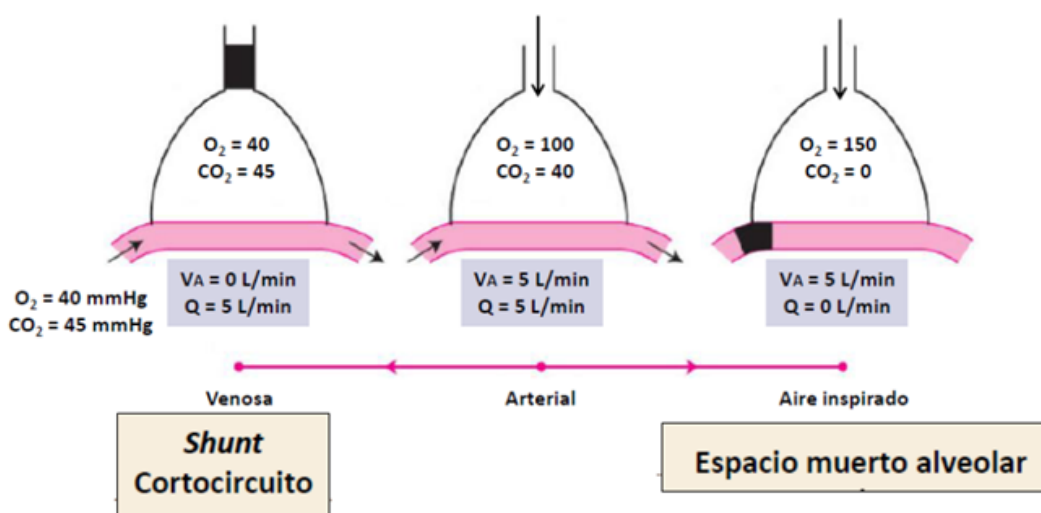 O₂ = 40
CO₂ = 45
O₂ = 100
CO₂ = 40
O₂ = 150
CO₂ = 0
O₂ = 40 mmHg
CO₂ = 45 mmHg
VA = 0 L/min
Q = 5 L/min
VA = 5 L/min
Q = 5 L/min
VA = 5 L/min
Q = 0 L/min
Venosa
Arterial
Aire inspirado
Shunt
Cortocircuito
Espacio muerto alveolar